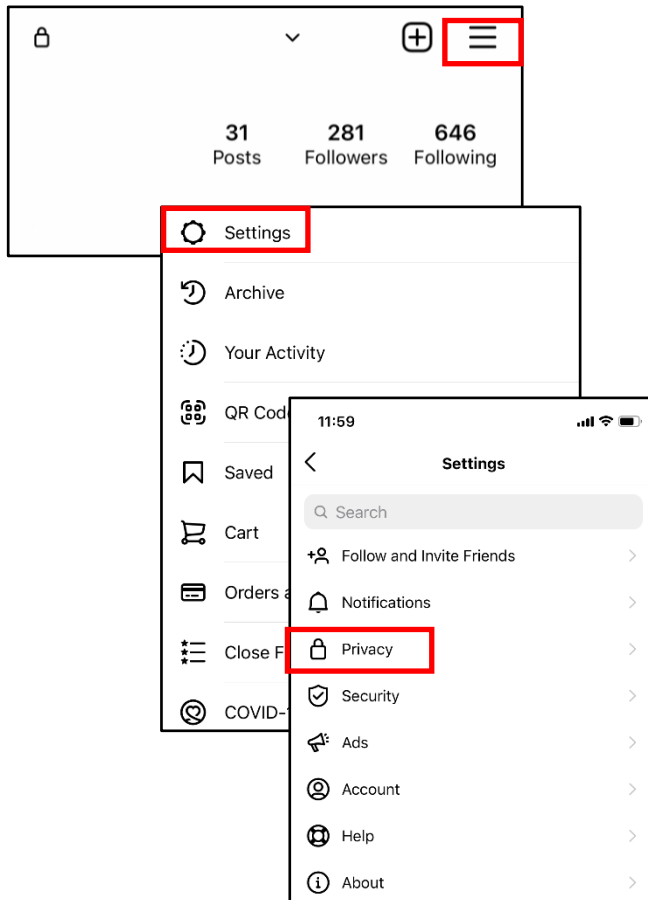 31 281 646
Posts Followers Following
Settings
Archive
Your Activity
QR Cod
Saved
Cart
Orders a
Close F
COVID-
11:59
Settings
Search
Follow and Invite Friends
Notifications
Privacy
Security
Ads
Account
Help
About